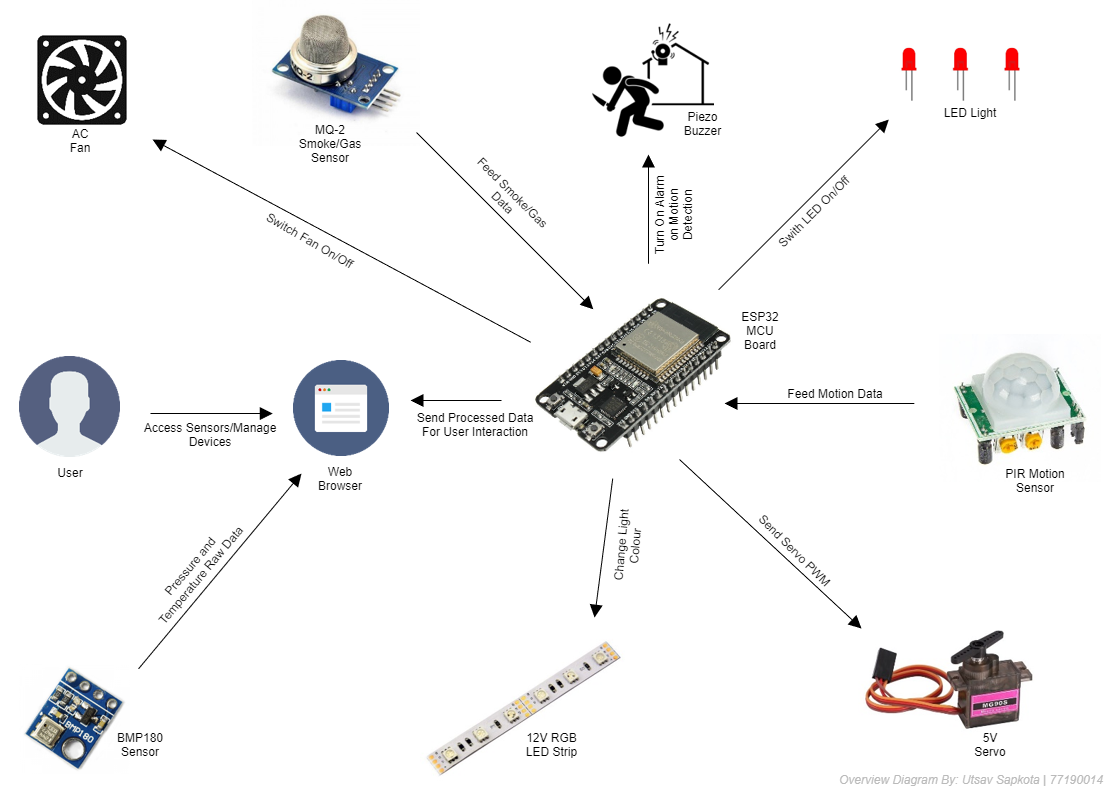 AC
Fan
MQ-2
MQ-2
Smoke/Gas
Sensor
Piezo
Buzzer
LED Light
Switch Fan On/Off
Feed Smoke/Gas
Data
Turn On Alarm
on Motion
Detection
Swith LED On/Off
ESP32
MCU
Board
User
Access Sensors/Manage
Devices
Web
Browser
Send Processed Data
For User Interaction
Feed Motion Data
PIR Motion
Sensor
Pressure and
Temperature Raw Data
Change Light
Colour
Send Servo PWM
BMP180
BMP180
Sensor
12V RGB
LED Strip
MG90S
5V
Servo
Overview Diagram By: Utsav Sapkota | 77190014